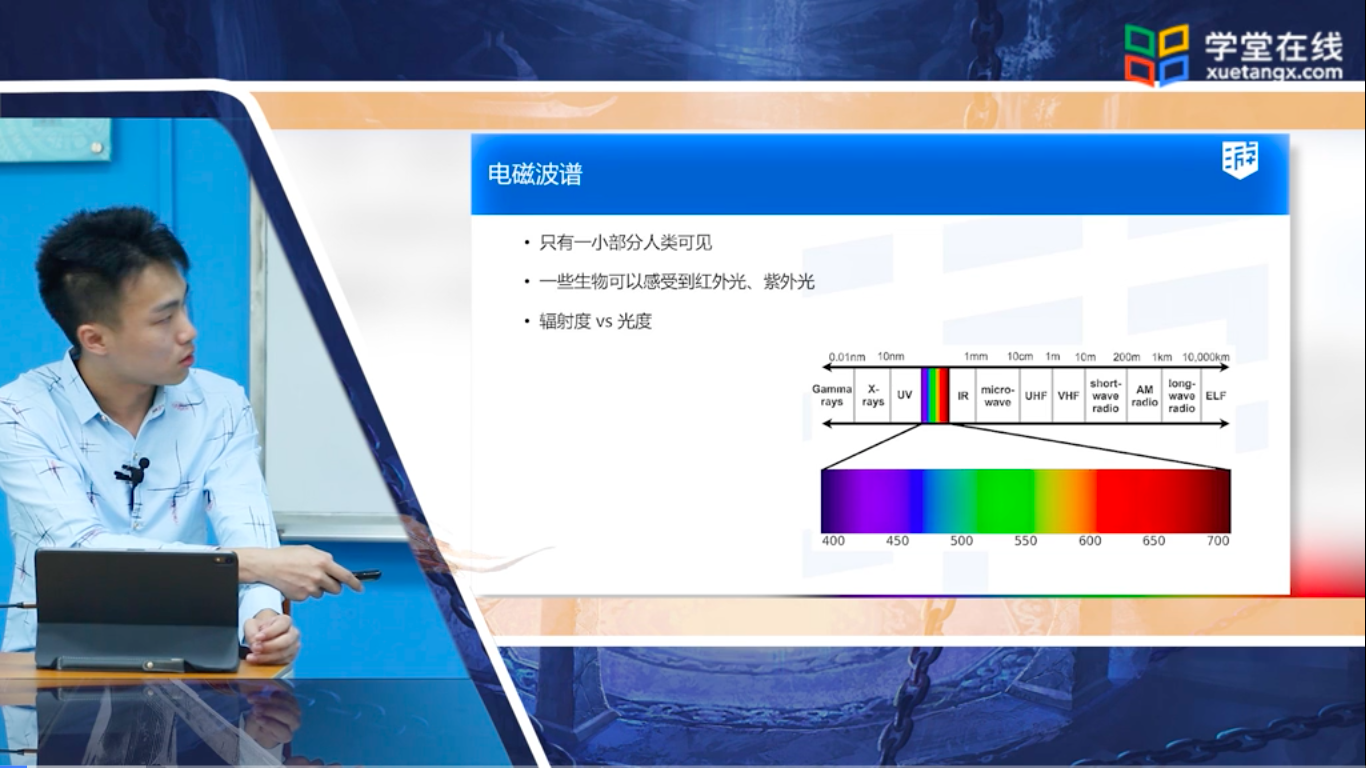 学堂在线
xuetangx.com
电磁波谱
游
• 只有一小部分人类可见
• 一些生物可以感受到红外光、紫外光
• 辐射度 vs 光度
0.01nm 10nm 1mm 10cm 1m 10m 200m 1km 10,000km
Gamma rays X-rays UV IR micro-wave UHF VHF short-wave radio AM radio long-wave radio ELF
400 450 500 550 600 650 700